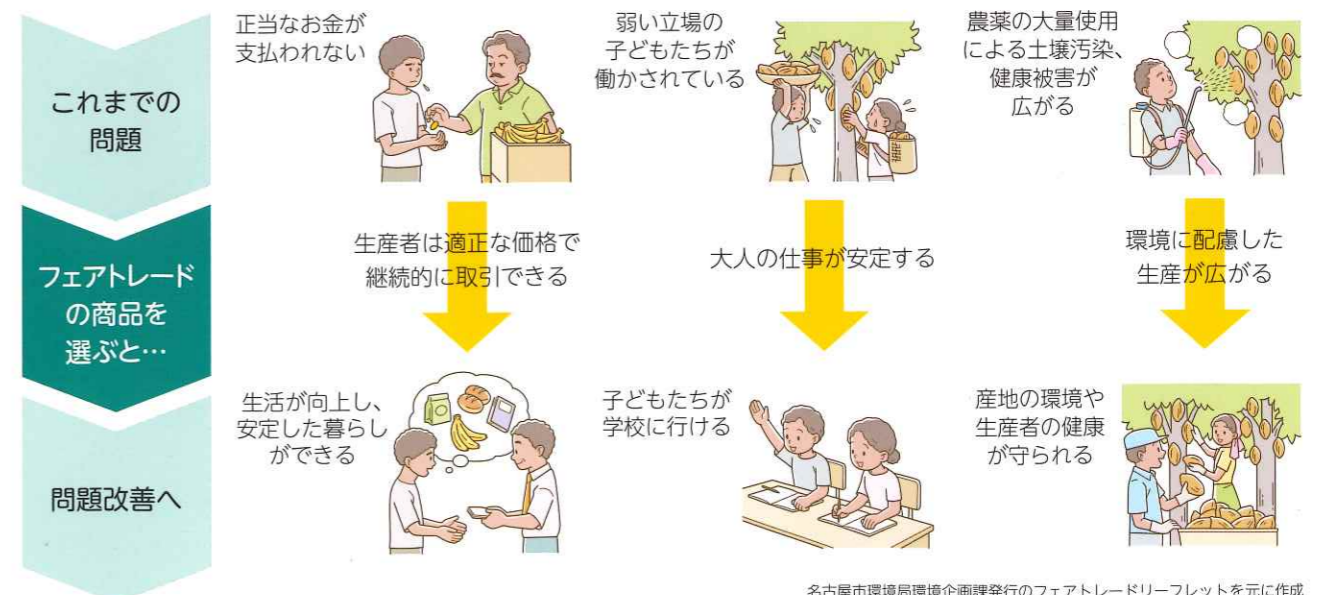 これまでの
問題
正当なお金が
支払われない
弱い立場の
子どもたちが
働かされている
農薬の大量使用
による土壌汚染、
健康被害が
広がる
フェアトレード
の商品を
選ぶと…
生産者は適正な価格で
継続的に取引できる
大人の仕事が安定する
環境に配慮した
生産が広がる
問題改善へ
生活が向上し、
安定した暮らし
ができる
子どもたちが
学校に行ける
産地の環境や
生産者の健康
が守られる
名古屋市環境局環境企画課発行のフェアトレードリーフレットを元に作成